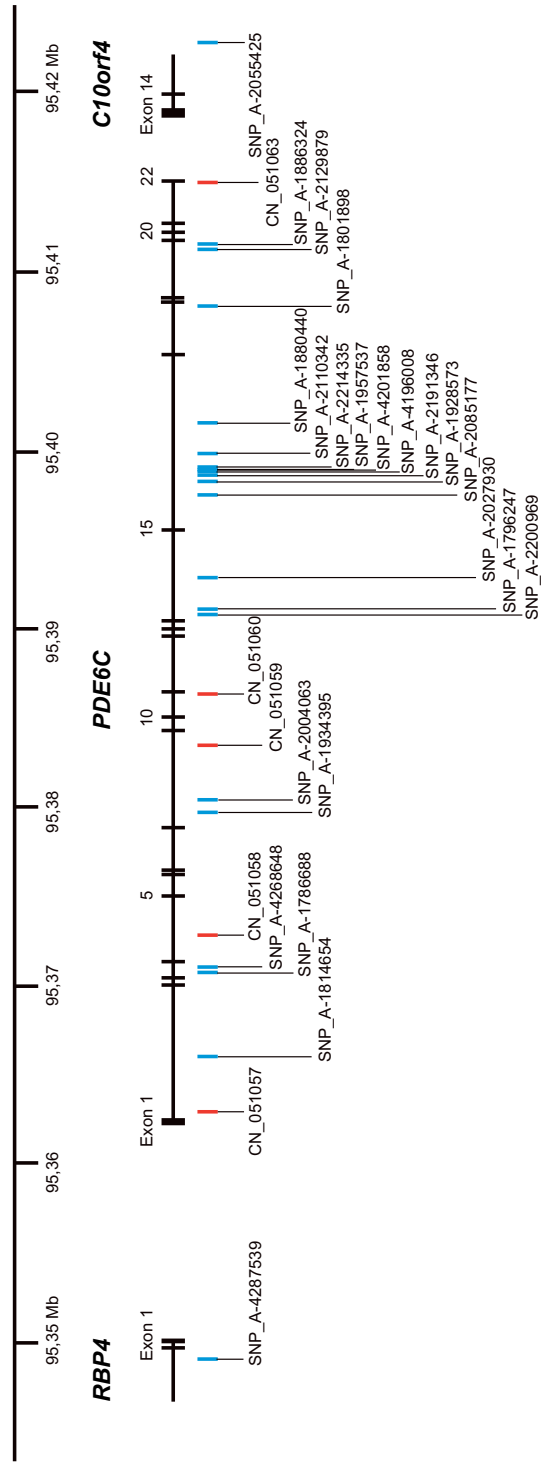 95,35 Mb
95,36
95,37
95,38
95,39
95,40
95,41
95,42 Mb
RBP4
PDE6C
C10orf4
Exon 1
Exon 1
5
10
15
20
22
Exon 14
SNP_A-4287539
CN_051057
SNP_A-1814654
SNP_A-1786688
SNP_A-4268648
CN_051058
SNP_A-1934395
SNP_A-2004063
CN_051059
CN_051060
SNP_A-2200969
SNP_A-1796247
SNP_A-2027930
SNP_A-2085177
SNP_A-1928573
SNP_A-2191346
SNP_A-4196008
SNP_A-4201858
SNP_A-1957537
SNP_A-2214335
SNP_A-2110342
SNP_A-1880440
SNP_A-1801898
SNP_A-2129879
SNP_A-1886324
CN_051063
SNP_A-2055425